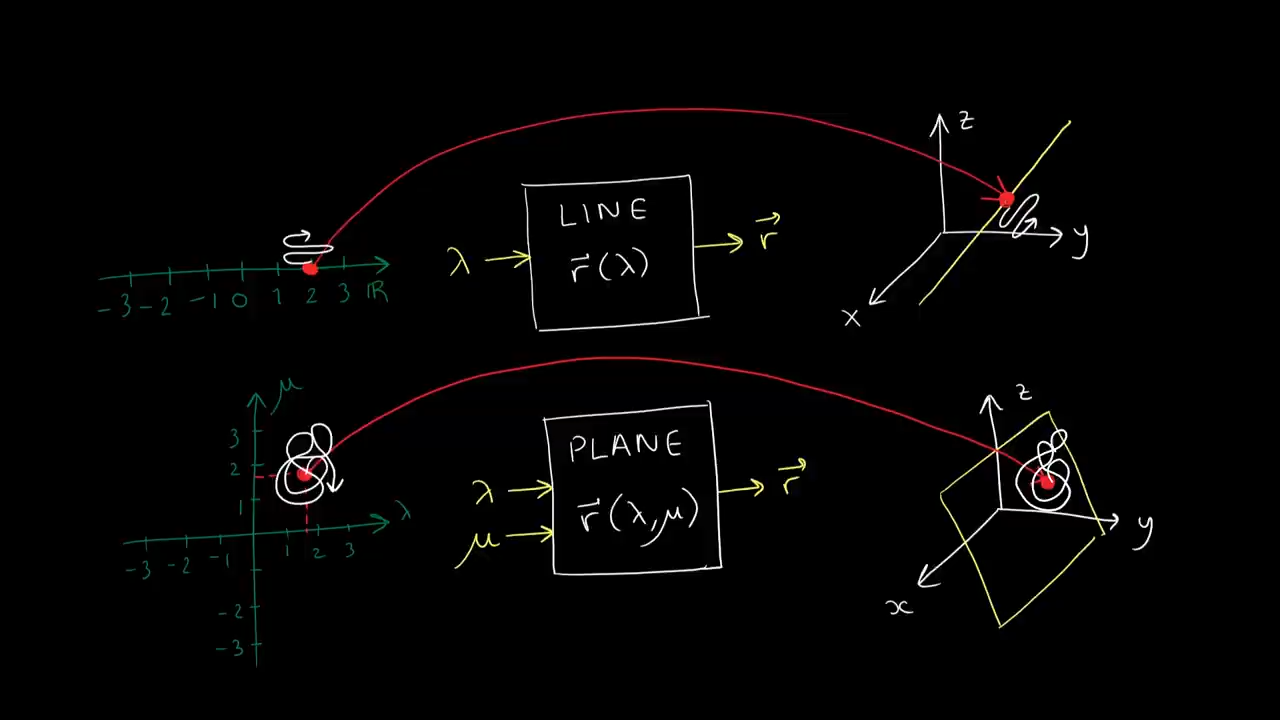 z
LINE
λ → r⃗
r⃗(λ)
y
-3 -2 -1 0 1 2 3 ℝ
x
μ
z
3
PLANE
2
λ → r⃗
1
r⃗(λ,μ)
λ
μ →
y
-3 -2 -1 1 2 3
x
-2
-3